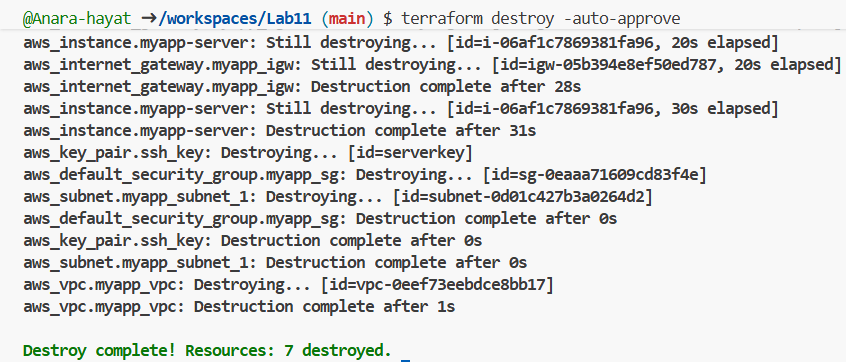 @Anara-hayat ➜/workspaces/Lab11 (main) $ terraform destroy -auto-approve
aws_instance.myapp-server: Still destroying... [id=i-06af1c7869381fa96, 20s elapsed]
aws_internet_gateway.myapp_igw: Still destroying... [id=igw-05b394e8ef50ed787, 20s elapsed]
aws_internet_gateway.myapp_igw: Destruction complete after 28s
aws_instance.myapp-server: Still destroying... [id=i-06af1c7869381fa96, 30s elapsed]
aws_instance.myapp-server: Destruction complete after 31s
aws_key_pair.ssh_key: Destroying... [id=serverkey]
aws_default_security_group.myapp_sg: Destroying... [id=sg-0eaaa71609cd83f4e]
aws_subnet.myapp_subnet_1: Destroying... [id=subnet-0d01c427b3a0264d2]
aws_default_security_group.myapp_sg: Destruction complete after 0s
aws_key_pair.ssh_key: Destruction complete after 0s
aws_subnet.myapp_subnet_1: Destruction complete after 0s
aws_vpc.myapp_vpc: Destroying... [id=vpc-0eef73eebdce8bb17]
aws_vpc.myapp_vpc: Destruction complete after 1s
Destroy complete! Resources: 7 destroyed.